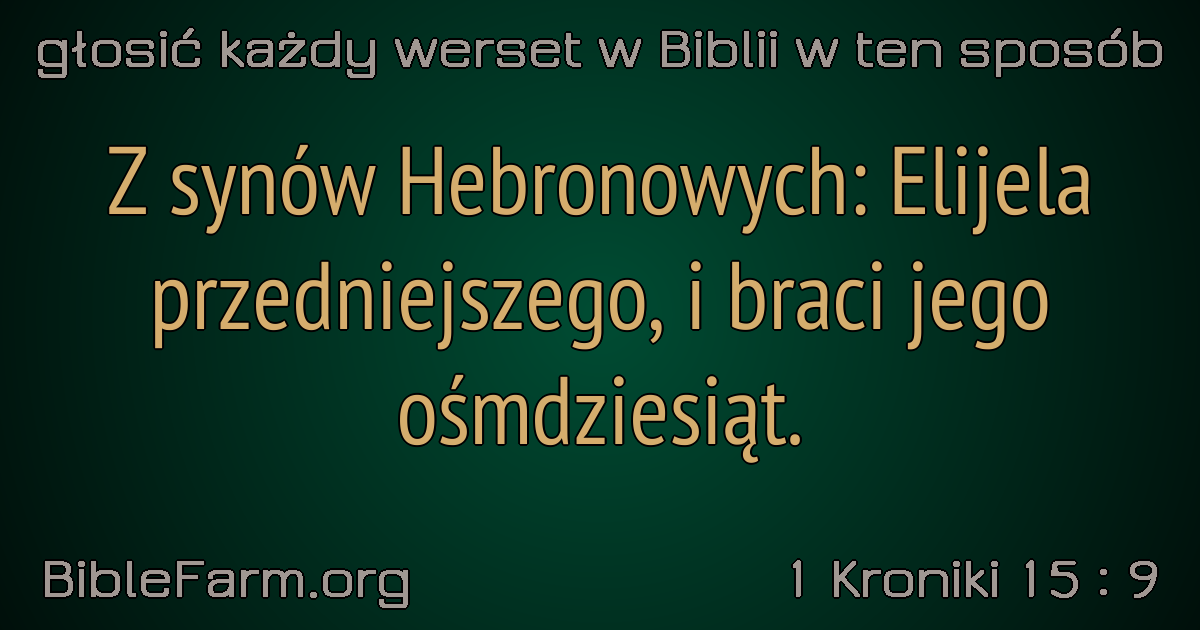 głosić każdy werset w Biblii w ten sposób
Z synów Hebronowych: Elijela
przedniejszego, i braci jego
ośmdziesiąt.
BibleFarm.org
1 Kroniki 15 : 9